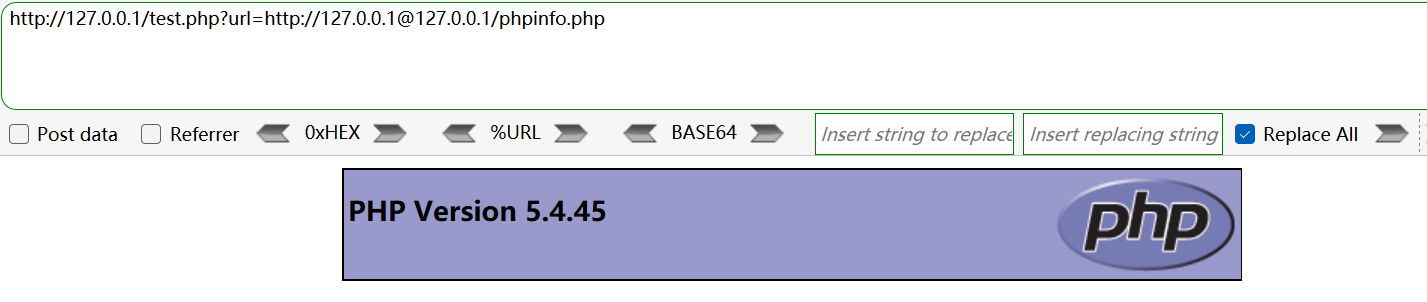 http://127.0.0.1/test.php?url=http://127.0.0.1@127.0.0.1/phpinfo.php
Post data Referrer 0xHEX %URL BASE64 Insert string to replace Insert replacing string Replace All
PHP Version 5.4.45 php